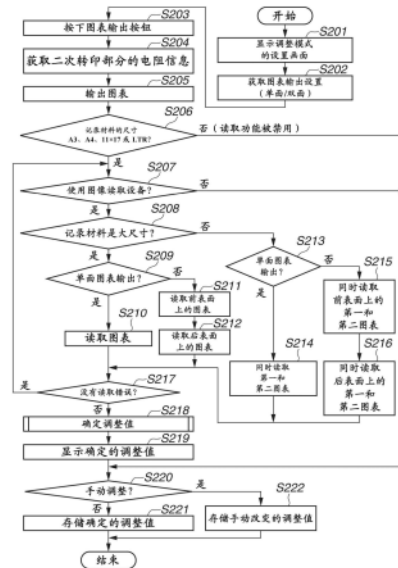 开始
S201
显示调整模式
的设置画面
S202
获取图表输出设置
(单面/双面)
S203
按下图表输出按钮
S204
获取二次转印部分的电阻信息
S205
输出图表
S206
记录材料的尺寸
A3、A4、11×17 或 LTR?
否(读取功能被禁用)
是
S207
使用图像读取设备?
否
是
S208
记录材料是大尺寸?
否
是
S209
单面图表输出?
否
是
S210
读取图表
S211
读取前表面
上的图表
S212
读取后表面
上的图表
S213
单面图表
输出?
否
是
S214
同时读取
第一和
第二图表
S215
同时读取
前表面上的
第一和
第二图表
S216
同时读取
后表面上的
第一和
第二图表
S217
没有读取错误?
是
否
S218
确定调整值
S219
显示确定的调整值
S220
手动调整?
是
否
S221
存储确定的调整值
S222
存储手动改变的调整值
结束